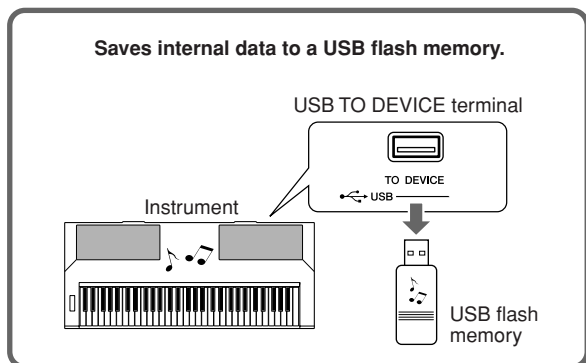 Saves internal data to a USB flash memory.
USB TO DEVICE terminal
TO DEVICE
USB
Instrument
USB flash
memory